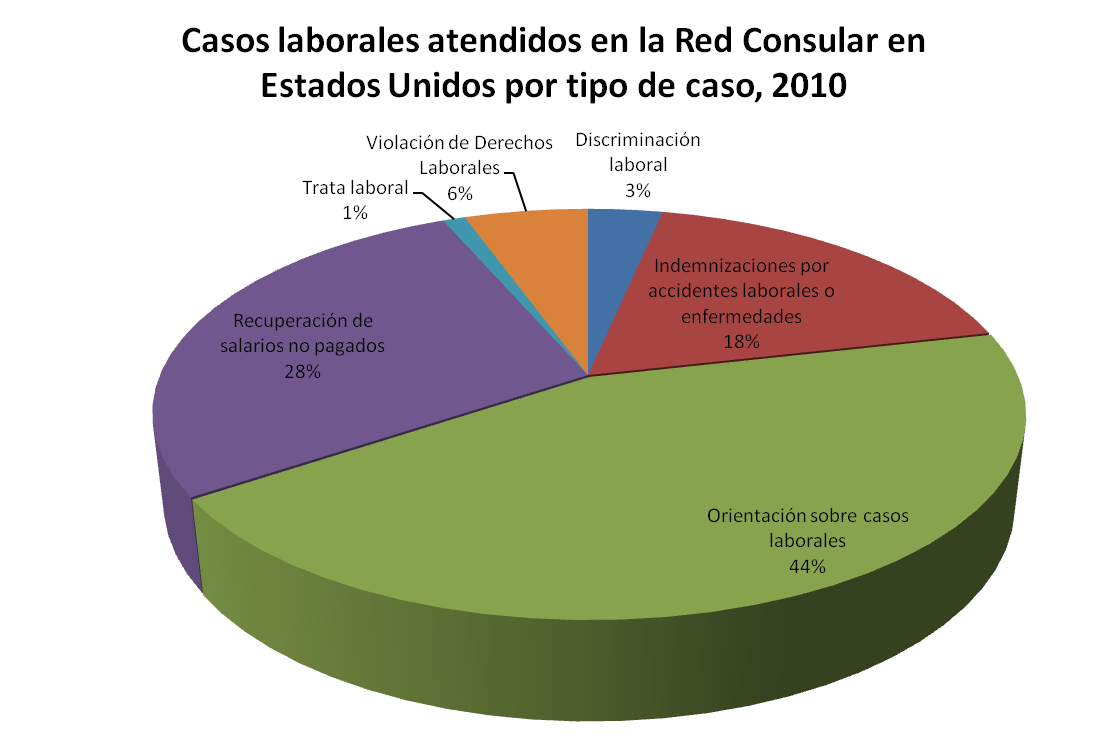 Casos laborales atendidos en la Red Consular en
Estados Unidos por tipo de caso, 2010
Violación de Derechos
Laborales
6%
Discriminación
laboral
3%
Trata laboral
1%
Indemnizaciones por
accidentes laborales o
enfermedades
18%
Recuperación de
salarios no pagados
28%
Orientación sobre casos
laborales
44%